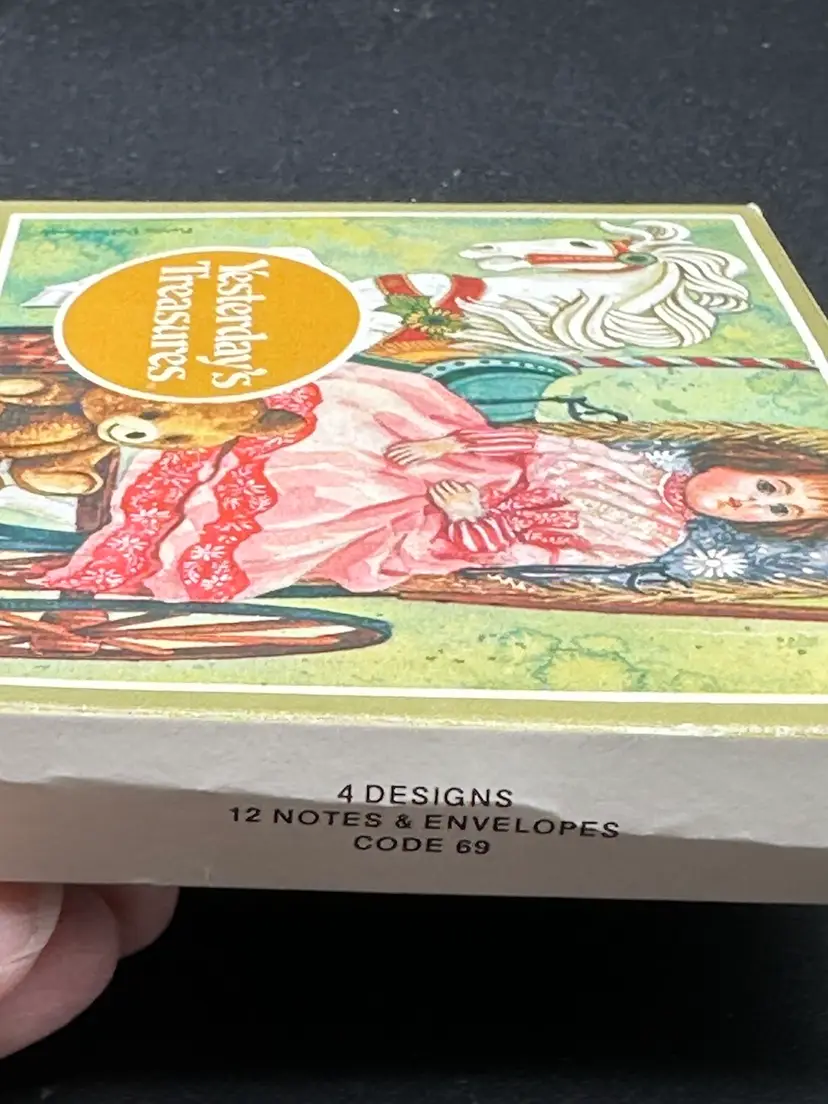 Yesterday's
Treasures
4 DESIGNS
12 NOTES & ENVELOPES
CODE 69